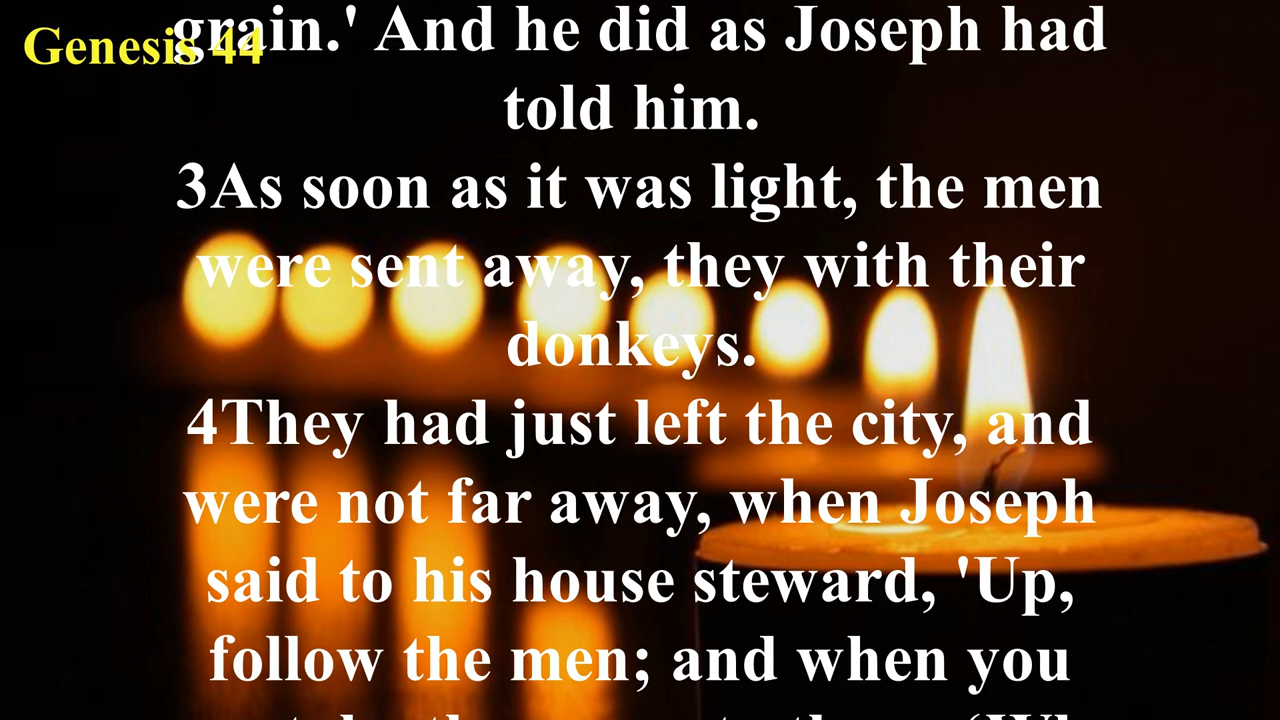 Genesis 44
grain.' And he did as Joseph had
told him.
3As soon as it was light, the men
were sent away, they with their
donkeys.
4They had just left the city, and
were not far away, when Joseph
said to his house steward, 'Up,
follow the men; and when you